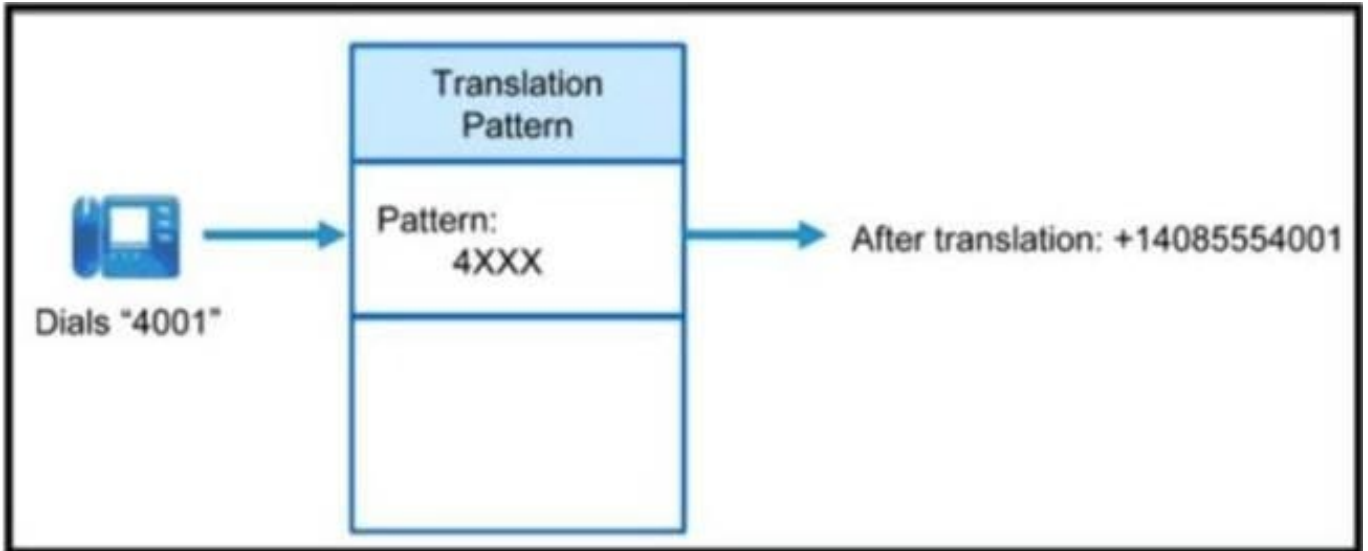 Translation
Pattern
Pattern:
4XXX
Dials “4001”
After translation: +14085554001